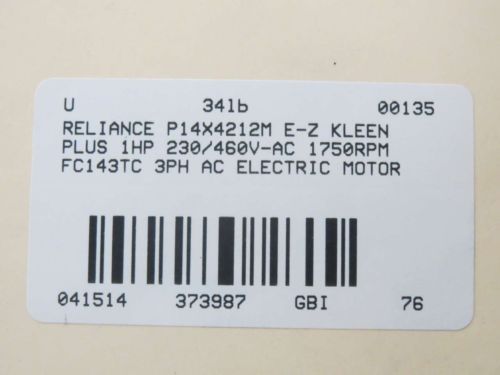 U 34lb 00135
RELIANCE P14X4212M E-Z KLEEN
PLUS 1HP 230/460V-AC 1750RPM
FC143TC 3PH AC ELECTRIC MOTOR
041514 373987 GBI 76